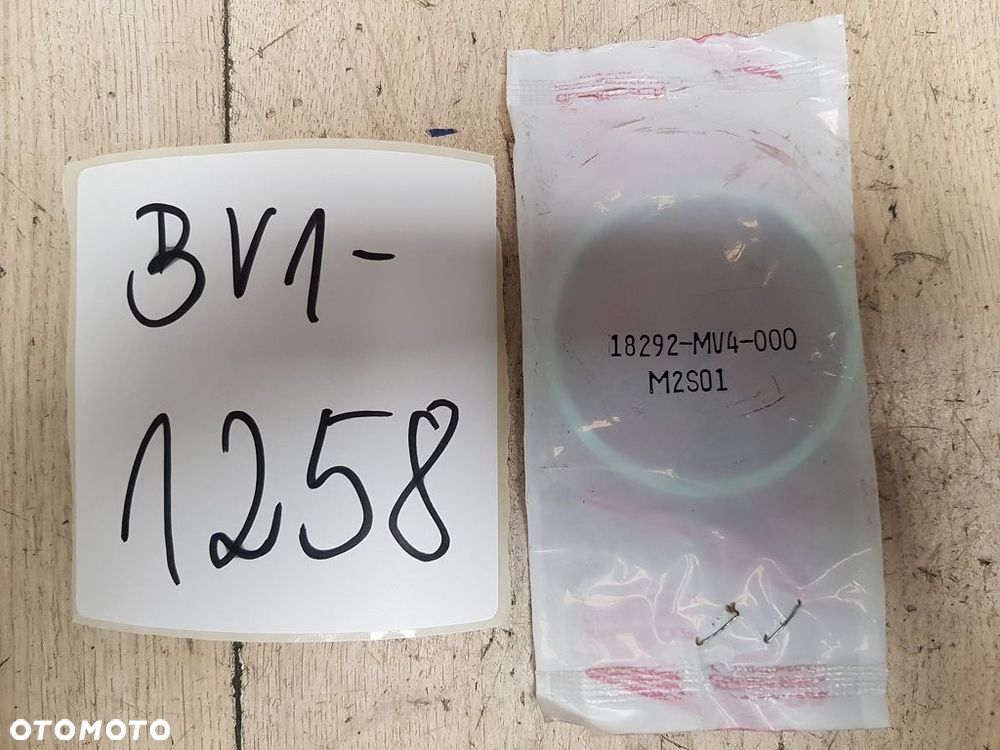 BV1-
1258
18292-MV4-000
M2S01
OTOMOTO